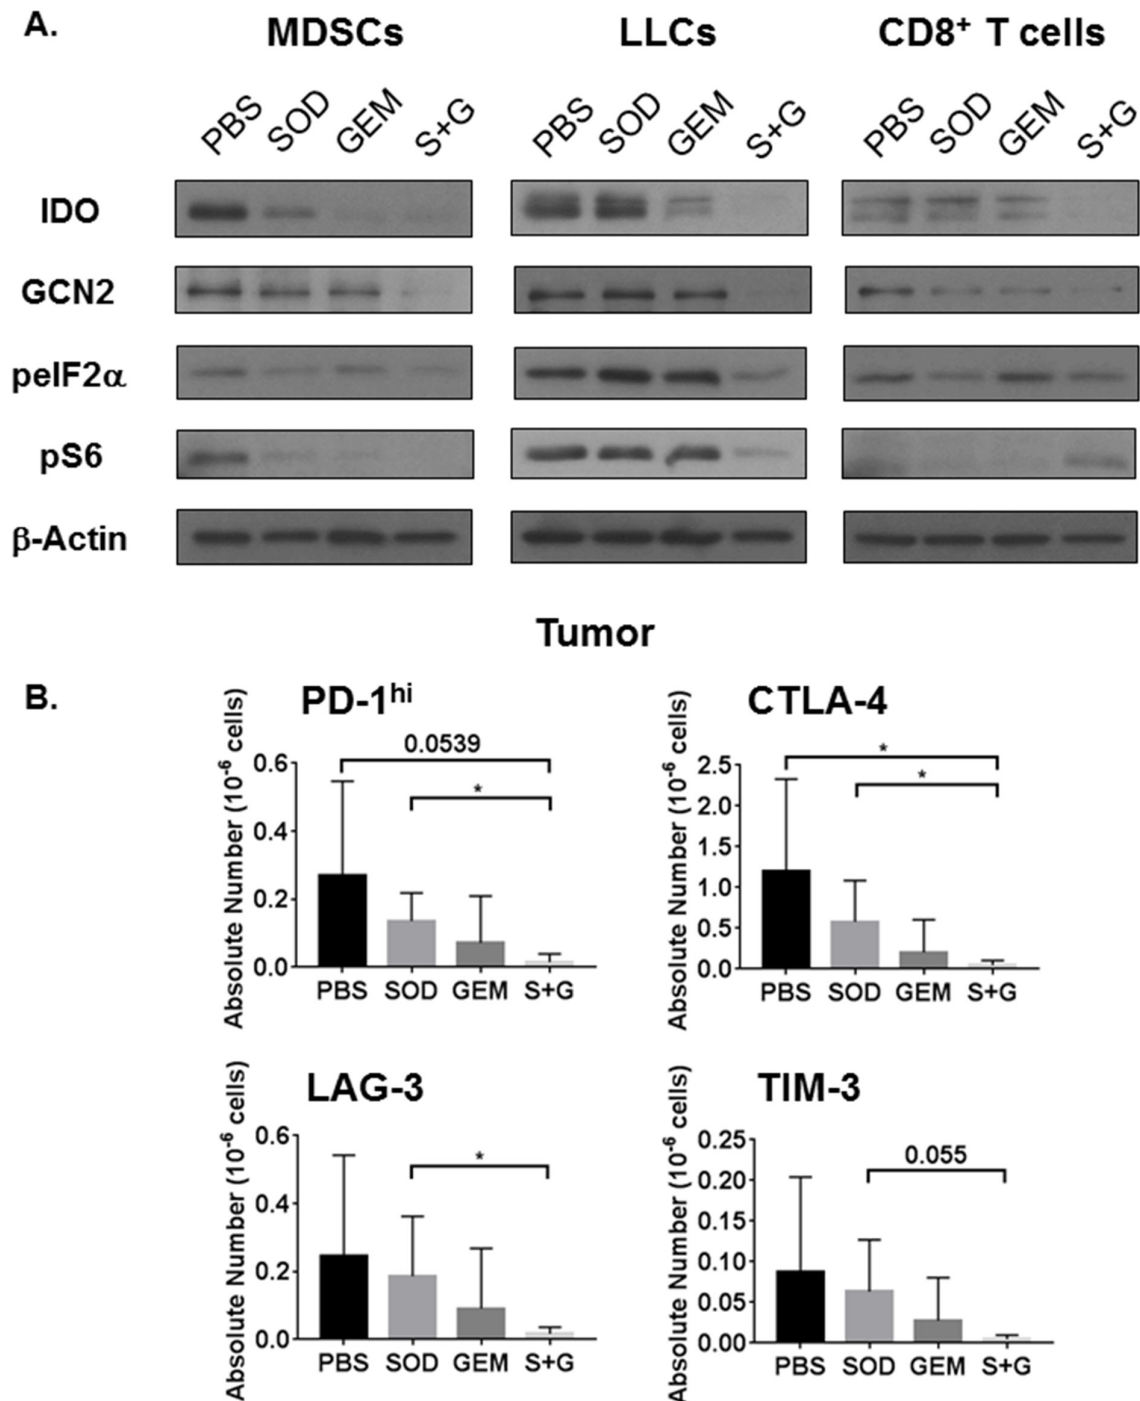 A.
MDSCs LLCs CD8⁺ T cells
PBS SOD GEM S+G PBS SOD GEM S+G PBS SOD GEM S+G
IDO
GCN2
peIF2α
pS6
β-Actin
Tumor
B.
PD-1ʰⁱ
Absolute Number (10⁻⁶ cells)
0.0539
*
0.6
0.4
0.2
0.0
PBS SOD GEM S+G
CTLA-4
Absolute Number (10⁻⁶ cells)
*
*
2.5
2.0
1.5
1.0
0.5
0.0
PBS SOD GEM S+G
LAG-3
Absolute Number (10⁻⁶ cells)
*
0.6
0.4
0.2
0.0
PBS SOD GEM S+G
TIM-3
Absolute Number (10⁻⁶ cells)
0.055
0.25
0.20
0.15
0.10
0.05
0.00
PBS SOD GEM S+G